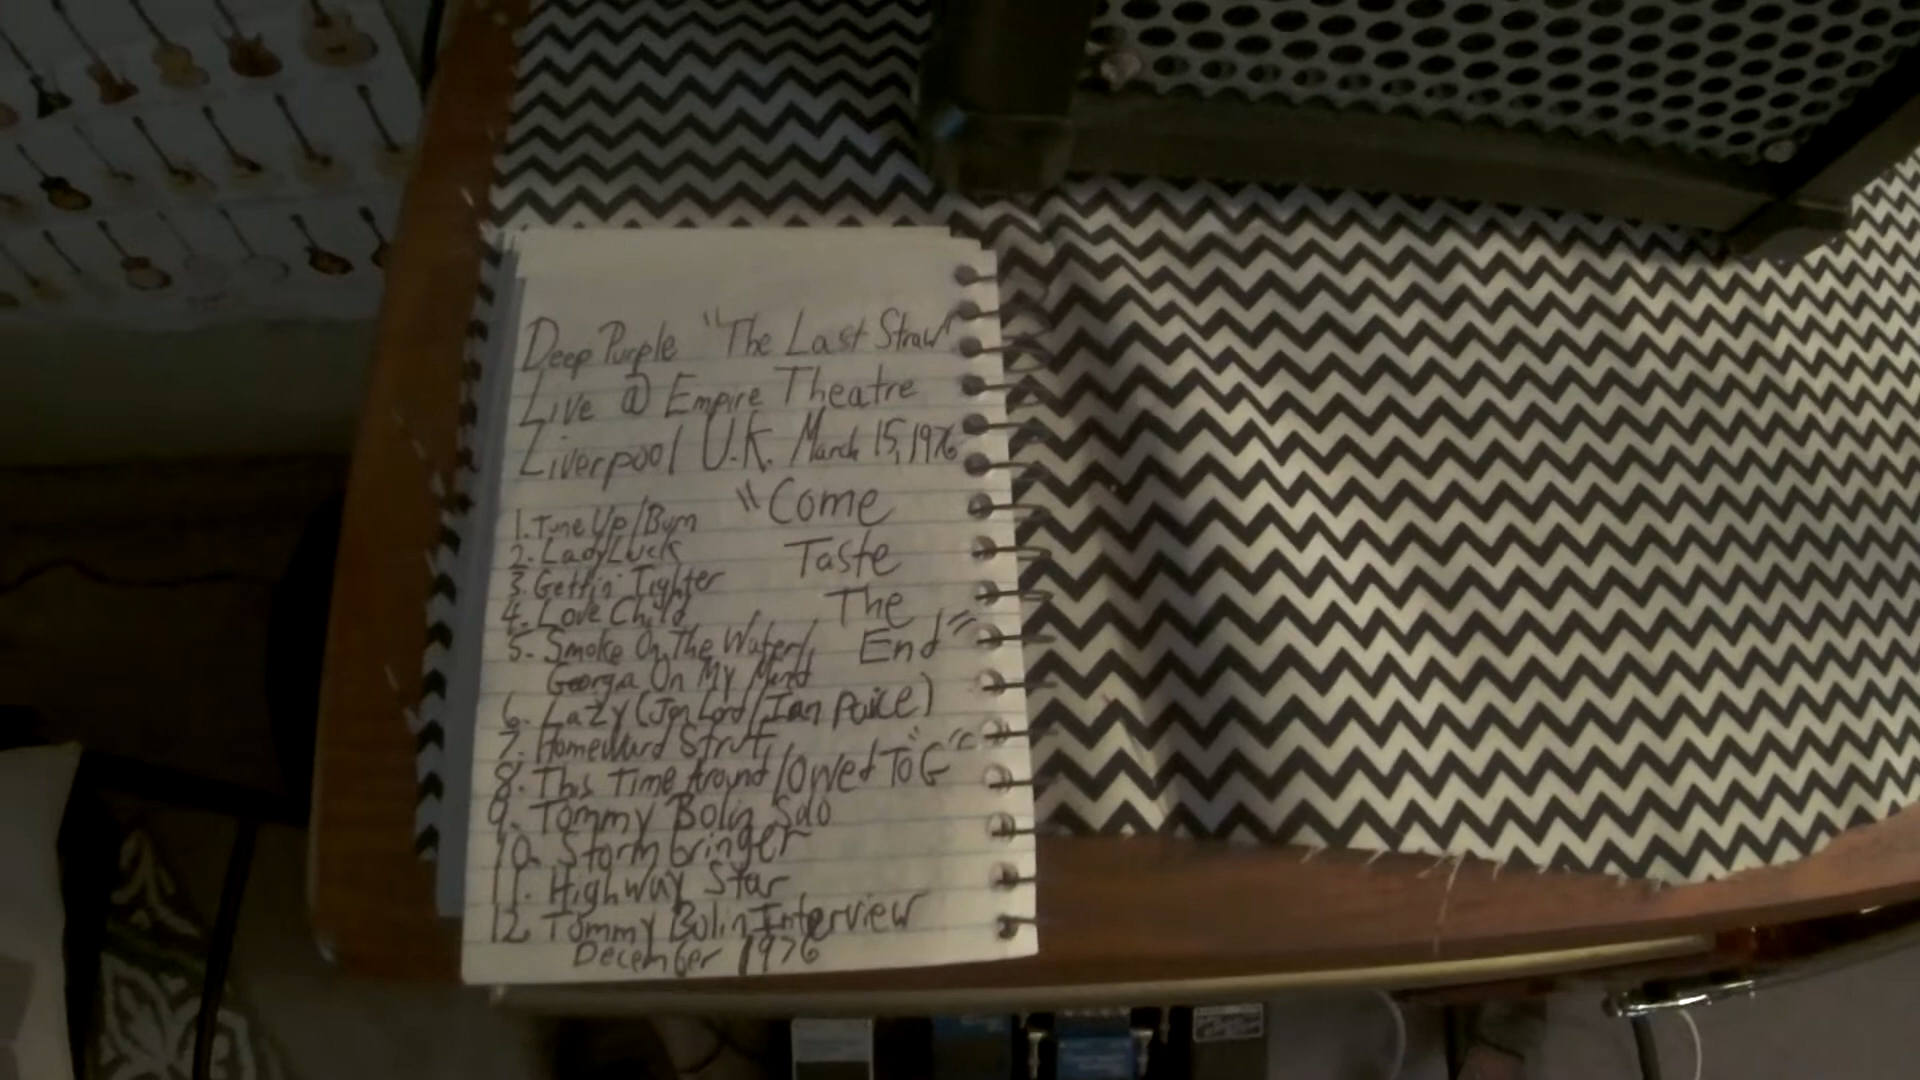 Deep Purple "The Last Straw"
Live @ Empire Theatre
Liverpool U.K. March 15, 1976
"Come
Taste
The
End"
1. Tune Up/Burn
2. Lady Luck
3. Gettin' Tighter
4. Love Child
5. Smoke On The Water/
Georgia On My Mind
6. Lazy (Jon Lord/Ian Paice)
7. Homeward Strut
8. This Time Around/Owed To "G"
9. Tommy Bolin Solo
10. Stormbringer
11. Highway Star
12. Tommy Bolin Interview
December 1976